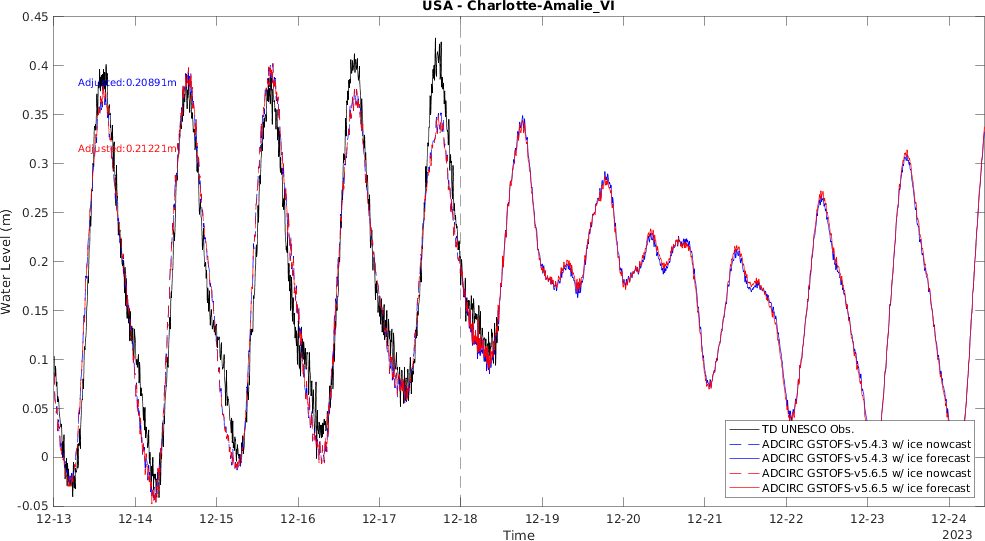 USA - Charlotte-Amalie_VI
0.45
0.4
Adjusted:0.20891m
0.35
Adjusted:0.21221m
0.3
0.25
0.2
0.15
0.1
0.05
0
-0.05
Water Level (m)
TD UNESCO Obs.
ADCIRC GSTOFS-v5.4.3 w/ ice nowcast
ADCIRC GSTOFS-v5.4.3 w/ ice forecast
ADCIRC GSTOFS-v5.6.5 w/ ice nowcast
ADCIRC GSTOFS-v5.6.5 w/ ice forecast
12-13 12-14 12-15 12-16 12-17 12-18 12-19 12-20 12-21 12-22 12-23 12-24
Time
2023